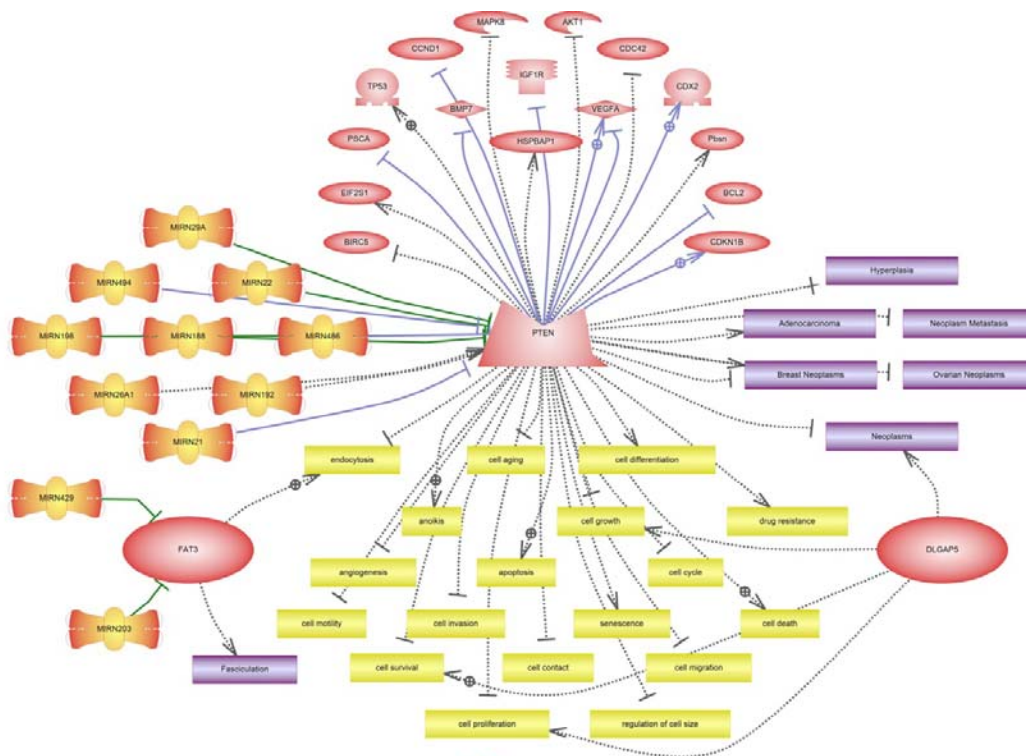 MAPK8
AKT1
CCND1
CDC42
IGF1R
TP53
CDX2
BMP7
VEGFA
PSCA
HSPBAP1
Pbsn
EIF2S1
BCL2
BIRC5
CDKN1B
MIRN29A
MIRN494
MIRN22
Hyperplasia
MIRN198
MIRN188
MIRN486
PTEN
Adenocarcinoma
Neoplasm Metastasis
Breast Neoplasms
Ovarian Neoplasms
MIRN26A1
MIRN192
MIRN21
Neoplasms
endocytosis
cell aging
cell differentiation
MIRN429
anoikis
cell growth
drug resistance
FAT3
DLGAP5
angiogenesis
apoptosis
cell cycle
MIRN203
cell motility
cell invasion
senescence
cell death
Fasciculation
cell survival
cell contact
cell migration
cell proliferation
regulation of cell size